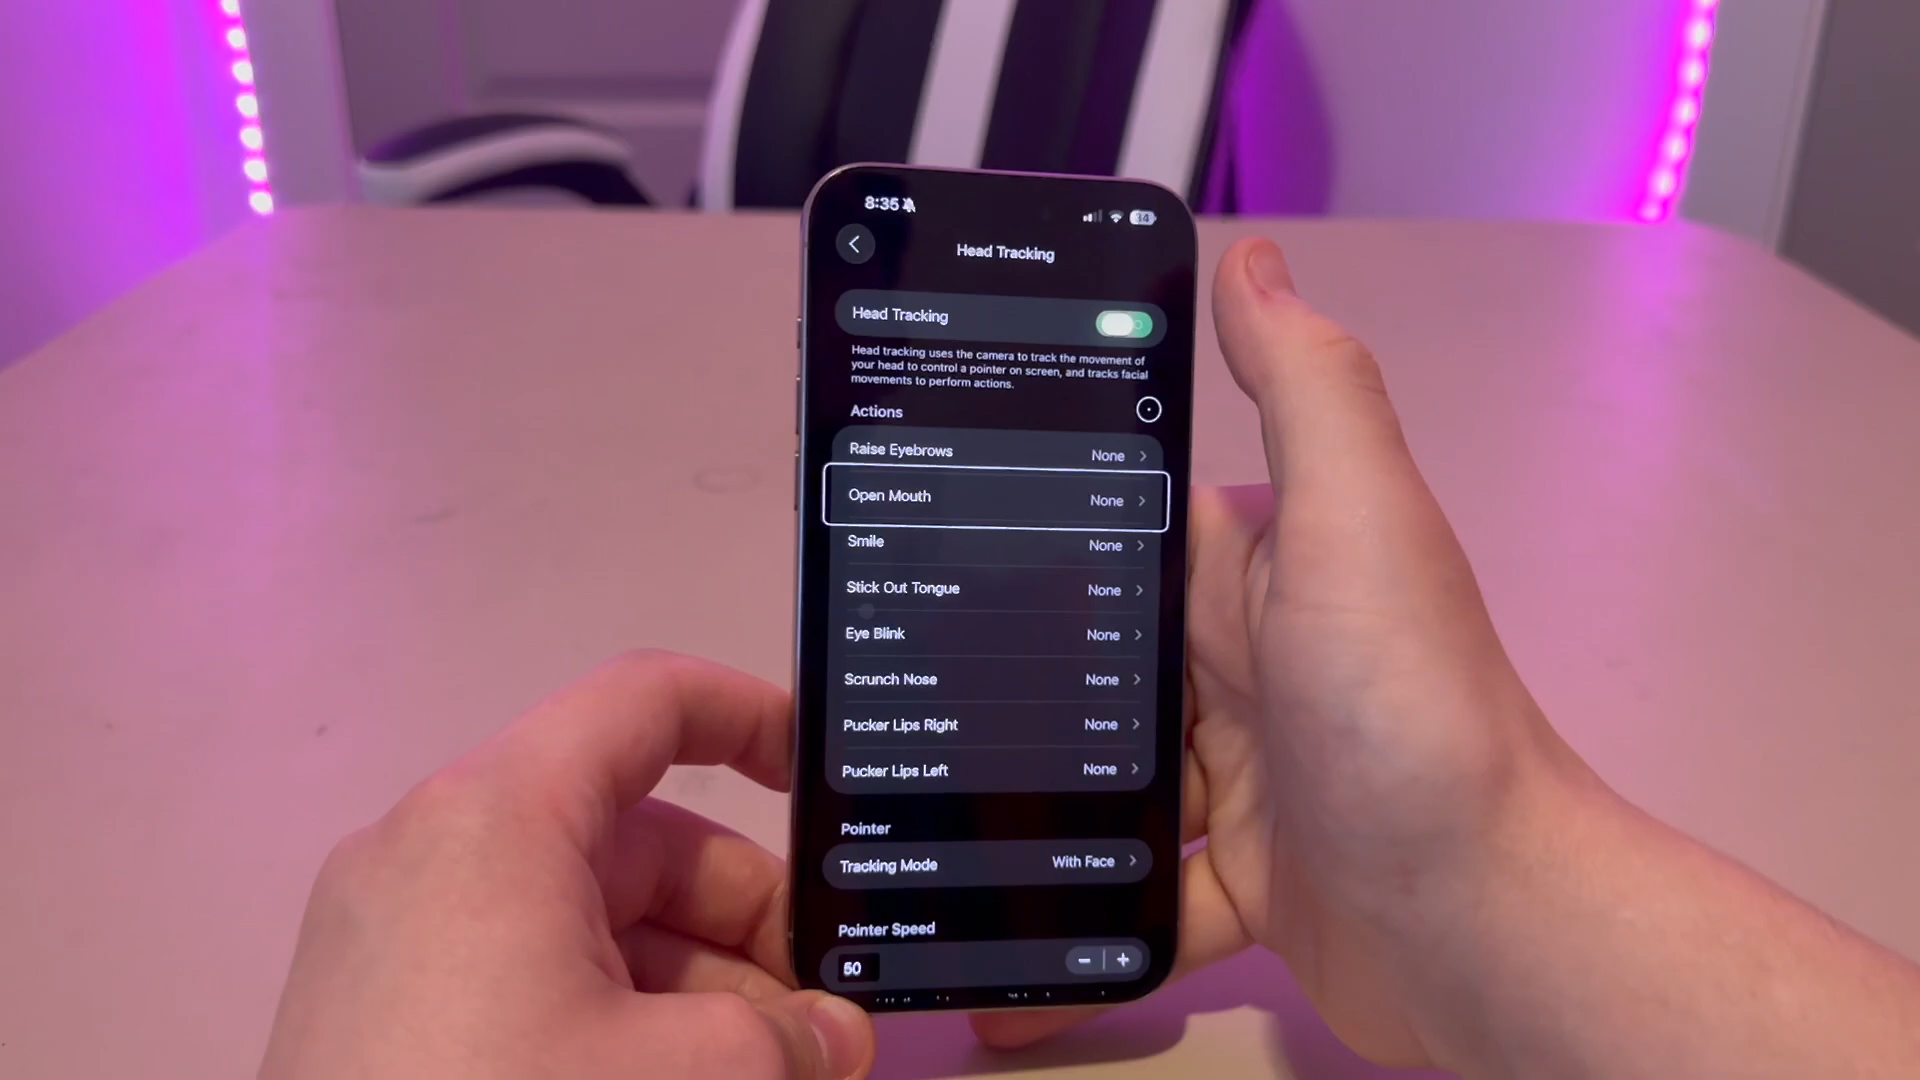 8:35
34
Head Tracking
Head Tracking
Head tracking uses the camera to track the movement of
your head to control a pointer on screen, and tracks facial
movements to perform actions.
Actions
Raise Eyebrows None
Open Mouth None
Smile None
Stick Out Tongue None
Eye Blink None
Scrunch Nose None
Pucker Lips Right None
Pucker Lips Left None
Pointer
Tracking Mode With Face
Pointer Speed
50 - +